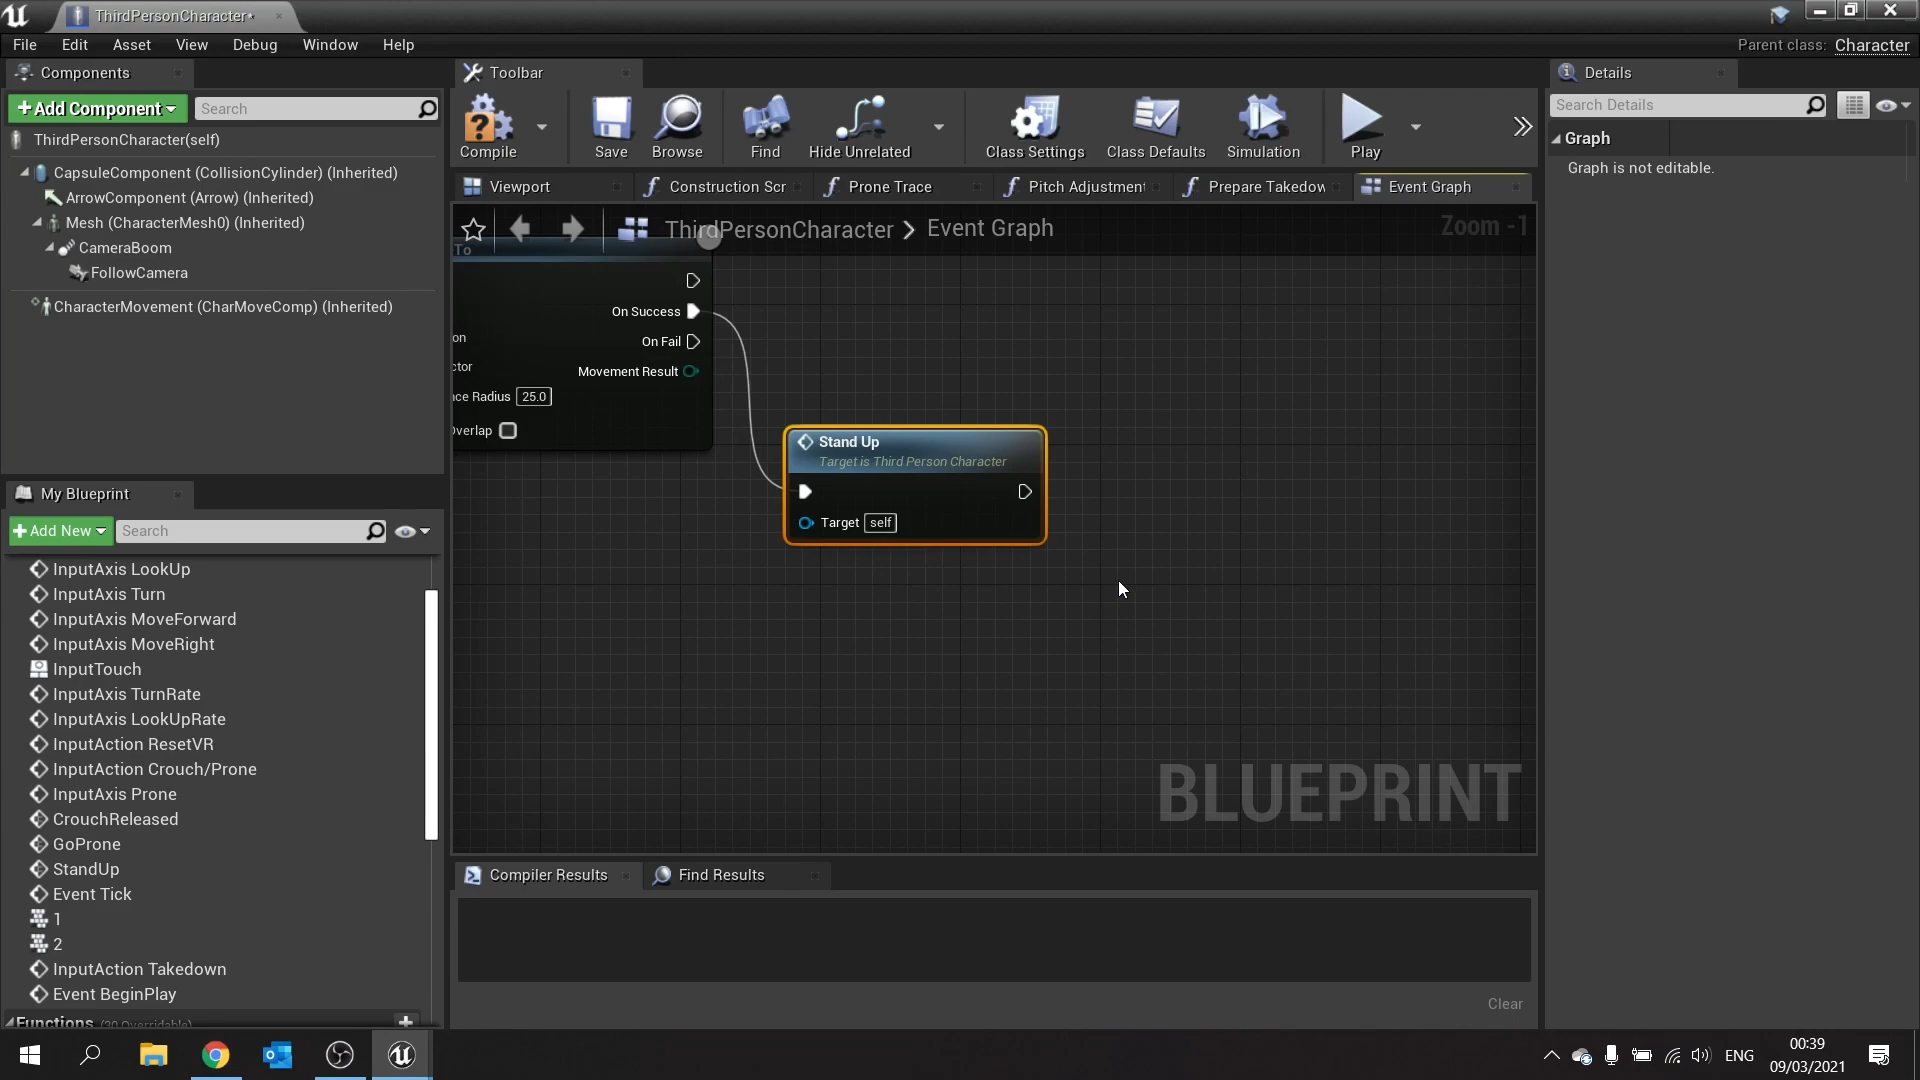 ThirdPersonCharacter*
File Edit Asset View Debug Window Help
Parent class: Character
Components
Add Component
Search
ThirdPersonCharacter(self)
CapsuleComponent (CollisionCylinder) (Inherited)
ArrowComponent (Arrow) (Inherited)
Mesh (CharacterMesh0) (Inherited)
CameraBoom
FollowCamera
CharacterMovement (CharMoveComp) (Inherited)
My Blueprint
Add New
Search
InputAxis LookUp
InputAxis Turn
InputAxis MoveForward
InputAxis MoveRight
InputTouch
InputAxis TurnRate
InputAxis LookUpRate
InputAction ResetVR
InputAction Crouch/Prone
InputAxis Prone
CrouchReleased
GoProne
StandUp
Event Tick
1
2
InputAction Takedown
Event BeginPlay
Functions (30 Overridable)
Toolbar
Compile Save Browse Find Hide Unrelated Class Settings Class Defaults Simulation Play
Viewport Construction Scr Prone Trace Pitch Adjustment Prepare Takedow Event Graph
ThirdPersonCharacter > Event Graph
Zoom -1
To
On Success
On Fail
on
ctor
Movement Result
ce Radius 25.0
Overlap
Stand Up
Target is Third Person Character
Target self
BLUEPRINT
Compiler Results
Find Results
Clear
Details
Search Details
Graph
Graph is not editable.
ENG
00:39
09/03/2021